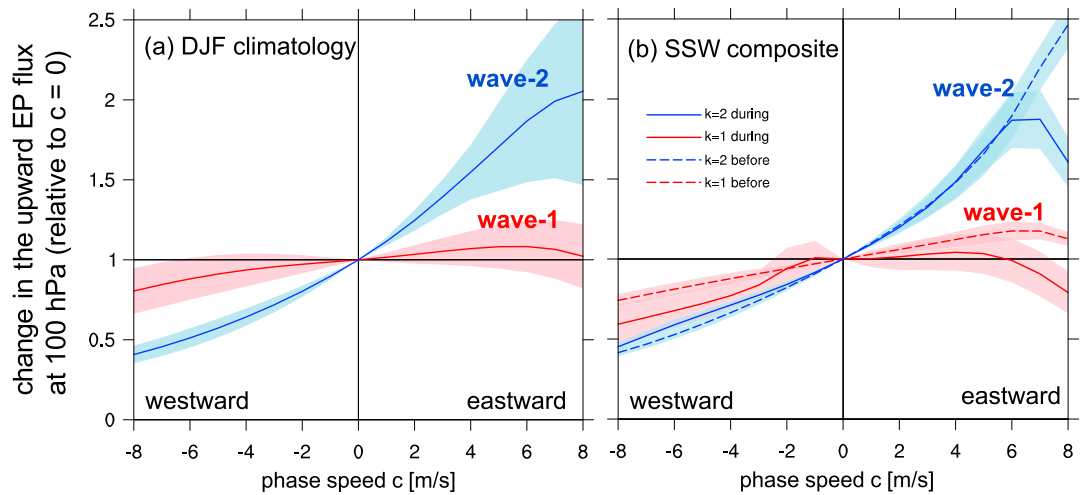 change in the upward EP flux
at 100 hPa (relative to c = 0)
2.5
2
1.5
1
0.5
0
(a) DJF climatology
wave-2
wave-1
westward
eastward
-8 -6 -4 -2 0 2 4 6 8
phase speed c [m/s]
(b) SSW composite
wave-2
k=2 during
k=1 during
k=2 before
k=1 before
wave-1
westward
eastward
-8 -6 -4 -2 0 2 4 6 8
phase speed c [m/s]